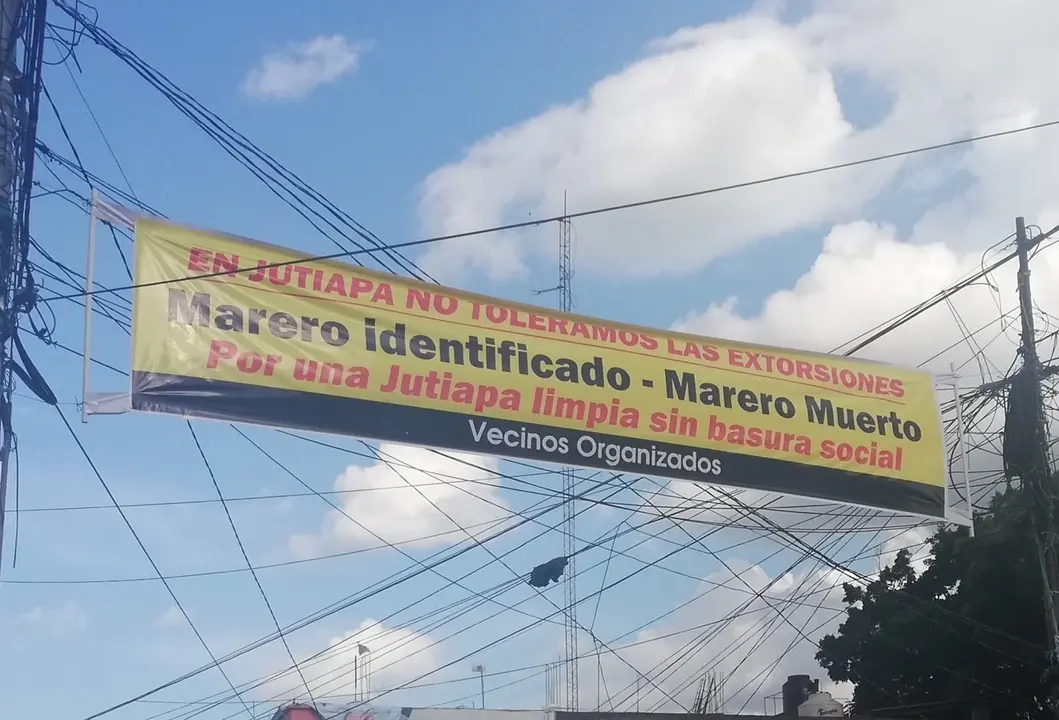 EN JUTIAPA NO TOLERAMOS LAS EXTORSIONES
Marero identificado - Marero Muerto
Por una Jutiapa limpia sin basura social
Vecinos Organizados